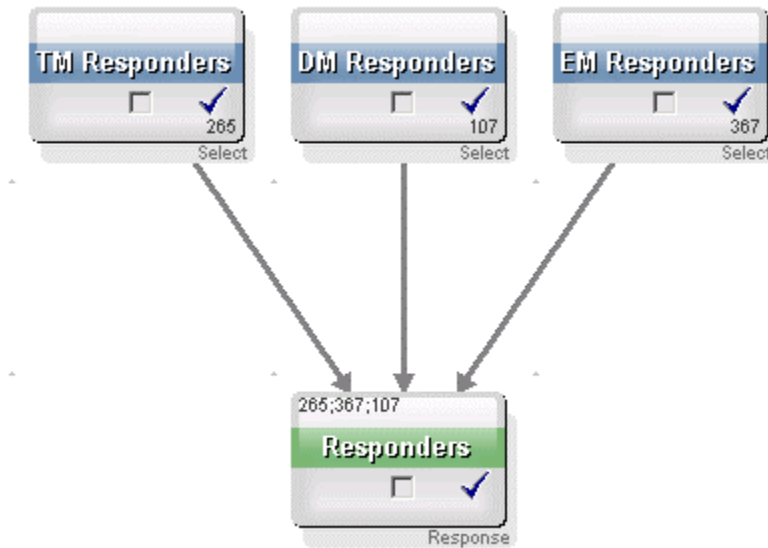 TM Responders
265
Select
DM Responders
107
Select
EM Responders
367
Select
265;367;107
Responders
Response